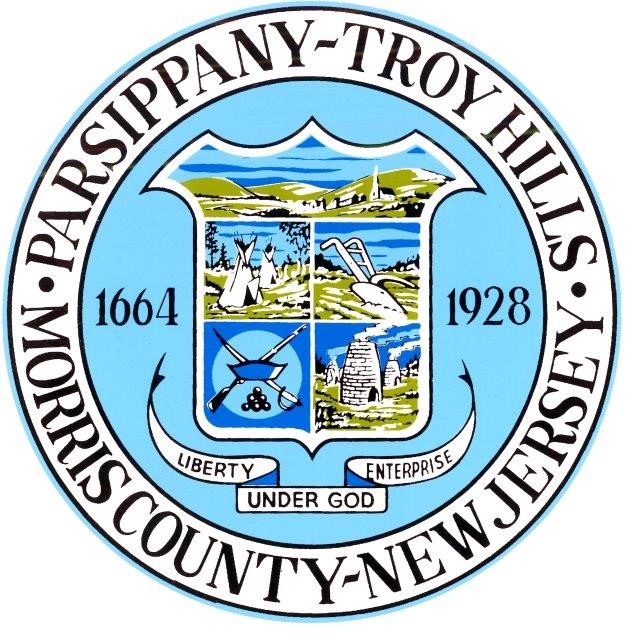 PARSIPPANY-TROY HILLS
1664
1928
LIBERTY
ENTERPRISE
UNDER GOD
• MORRIS COUNTY-NEW JERSEY •